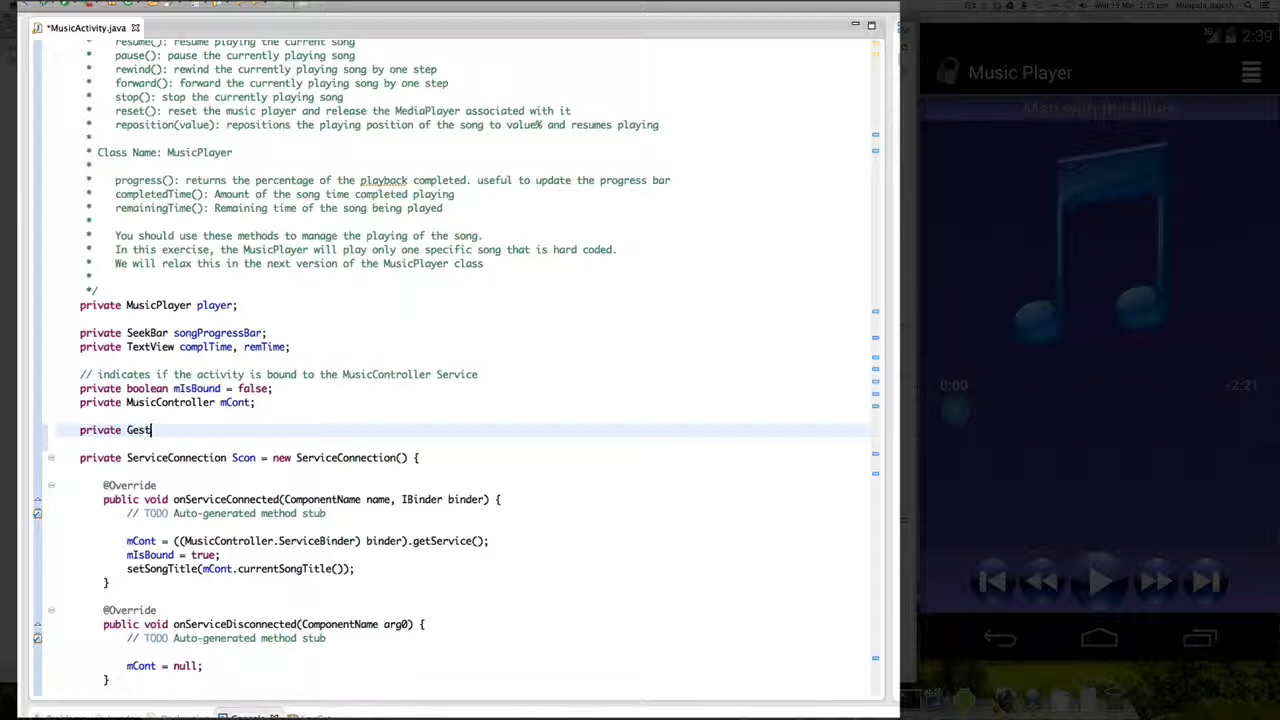 Wed 19 Mar 2:39 pm
*MusicActivity.java
*    resume(): resume playing the current song
*    pause(): pause the currently playing song
*    rewind(): rewind the currently playing song by one step
*    forward(): forward the currently playing song by one step
*    stop(): stop the currently playing song
*    reset(): reset the music player and release the MediaPlayer associated with it
*    reposition(value): repositions the playing position of the song to value% and resumes playing
*
* Class Name: MusicPlayer
*
*    progress(): returns the percentage of the playback completed. useful to update the progress bar
*    completedTime(): Amount of the song time completed playing
*    remainingTime(): Remaining time of the song being played
*
*    You should use these methods to manage the playing of the song.
*    In this exercise, the MusicPlayer will play only one specific song that is hard coded.
*    We will relax this in the next version of the MusicPlayer class
*
*/
private MusicPlayer player;
private SeekBar songProgressBar;
private TextView complTime, remTime;
// indicates if the activity is bound to the MusicController Service
private boolean mIsBound = false;
private MusicController mCont;
private Gest
private ServiceConnection Scon = new ServiceConnection() {
@Override
public void onServiceConnected(ComponentName name, IBinder binder) {
// TODO Auto-generated method stub
mCont = ((MusicController.ServiceBinder) binder).getService();
mIsBound = true;
setSongTitle(mCont.currentSongTitle());
}
@Override
public void onServiceDisconnected(ComponentName arg0) {
// TODO Auto-generated method stub
mCont = null;
}
Console
2:39
Music Player
0:00
-2:21